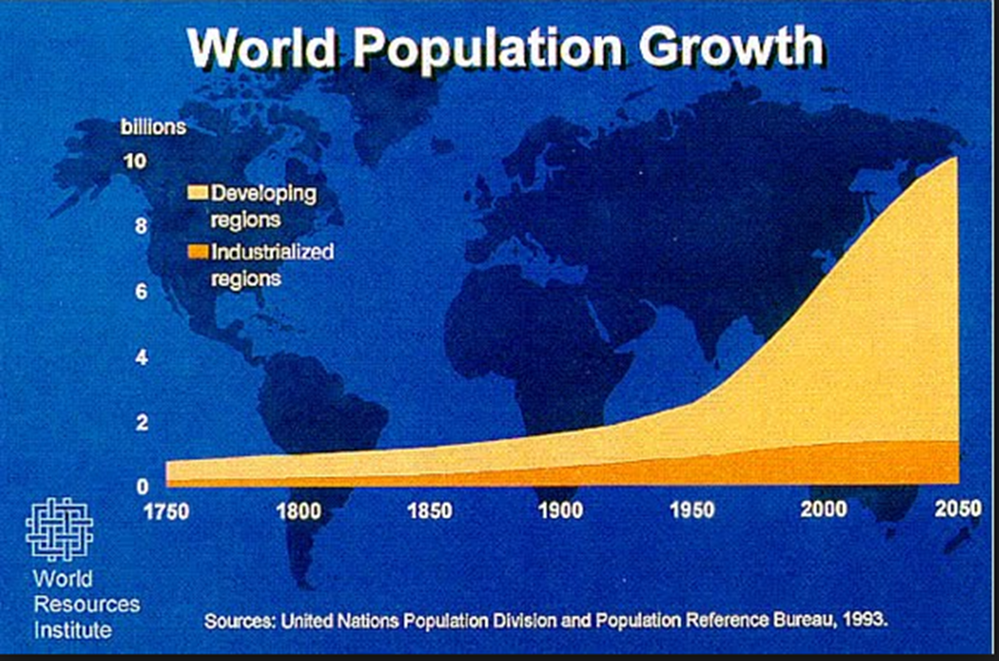 World Population Growth
billions
10
Developing
regions
8
Industrialized
regions
6
4
2
0
1750 1800 1850 1900 1950 2000 2050
World
Resources
Institute
Sources: United Nations Population Division and Population Reference Bureau, 1993.